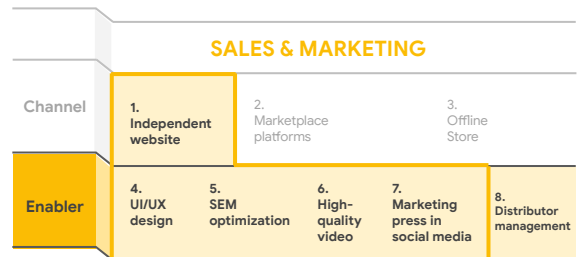 SALES & MARKETING
Channel
1.
Independent
website
2.
Marketplace
platforms
3.
Offline
Store
Enabler
4.
UI/UX
design
5.
SEM
optimization
6.
High-
quality
video
7.
Marketing
press in
social media
8.
Distributor
management